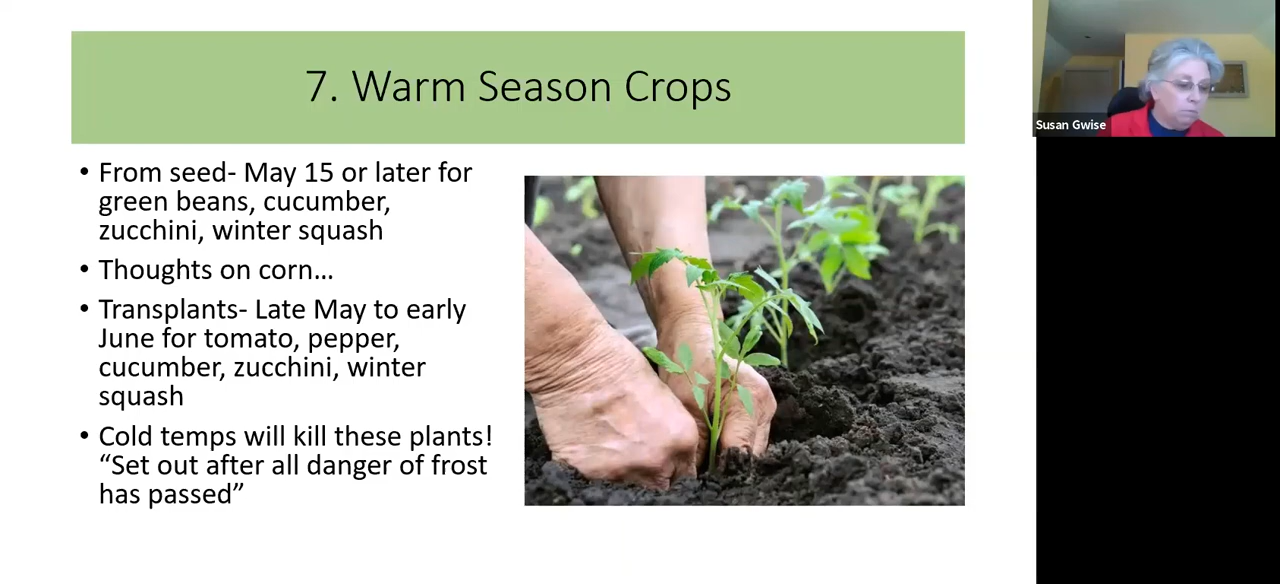 7. Warm Season Crops
• From seed- May 15 or later for
green beans, cucumber,
zucchini, winter squash
• Thoughts on corn…
• Transplants- Late May to early
June for tomato, pepper,
cucumber, zucchini, winter
squash
• Cold temps will kill these plants!
“Set out after all danger of frost
has passed”
Susan Gwise